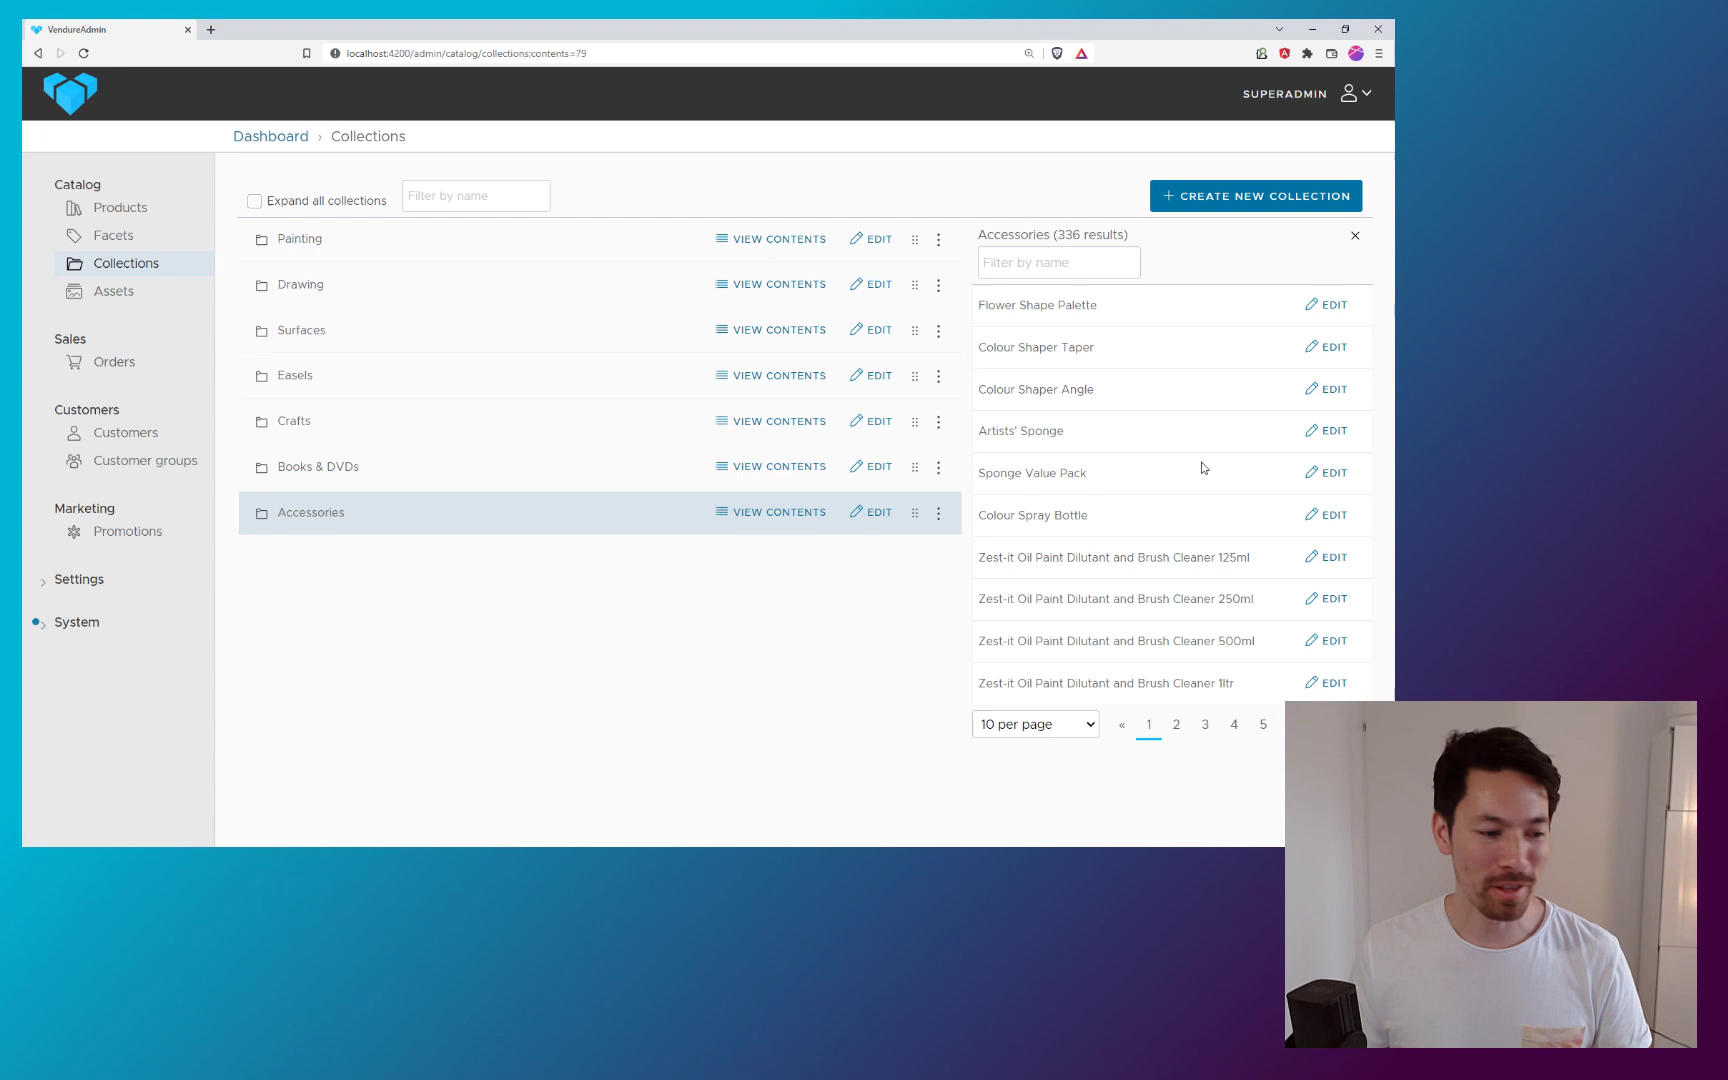 VendureAdmin
localhost:4200/admin/catalog/collections;contents=79
SUPERADMIN
Dashboard › Collections
Catalog
Products
Facets
Collections
Assets
Sales
Orders
Customers
Customers
Customer groups
Marketing
Promotions
Settings
System
Expand all collections
Filter by name
+ CREATE NEW COLLECTION
Painting VIEW CONTENTS EDIT
Drawing VIEW CONTENTS EDIT
Surfaces VIEW CONTENTS EDIT
Easels VIEW CONTENTS EDIT
Crafts VIEW CONTENTS EDIT
Books & DVDs VIEW CONTENTS EDIT
Accessories VIEW CONTENTS EDIT
Accessories (336 results)
Filter by name
Flower Shape Palette EDIT
Colour Shaper Taper EDIT
Colour Shaper Angle EDIT
Artists' Sponge EDIT
Sponge Value Pack EDIT
Colour Spray Bottle EDIT
Zest-it Oil Paint Dilutant and Brush Cleaner 125ml EDIT
Zest-it Oil Paint Dilutant and Brush Cleaner 250ml EDIT
Zest-it Oil Paint Dilutant and Brush Cleaner 500ml EDIT
Zest-it Oil Paint Dilutant and Brush Cleaner 1ltr EDIT
10 per page « 1 2 3 4 5